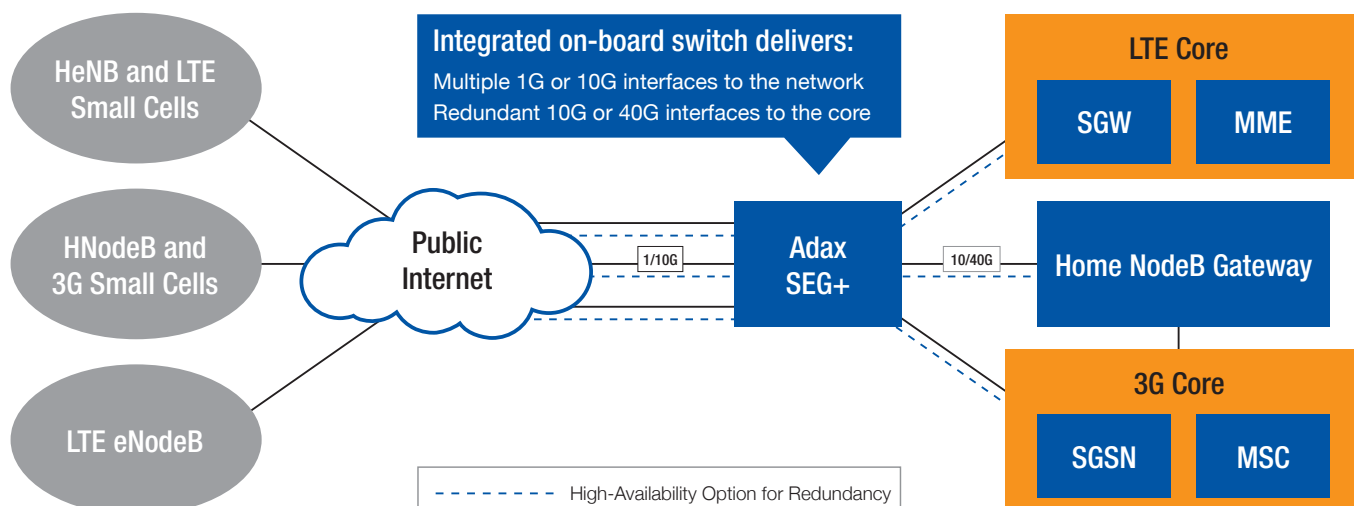 HeNB and LTE
Small Cells
HNodeB and
3G Small Cells
LTE eNodeB
Public
Internet
Integrated on-board switch delivers:
Multiple 1G or 10G interfaces to the network
Redundant 10G or 40G interfaces to the core
1/10G
Adax
SEG+
10/40G
LTE Core
SGW
MME
Home NodeB Gateway
3G Core
SGSN
MSC
High-Availability Option for Redundancy